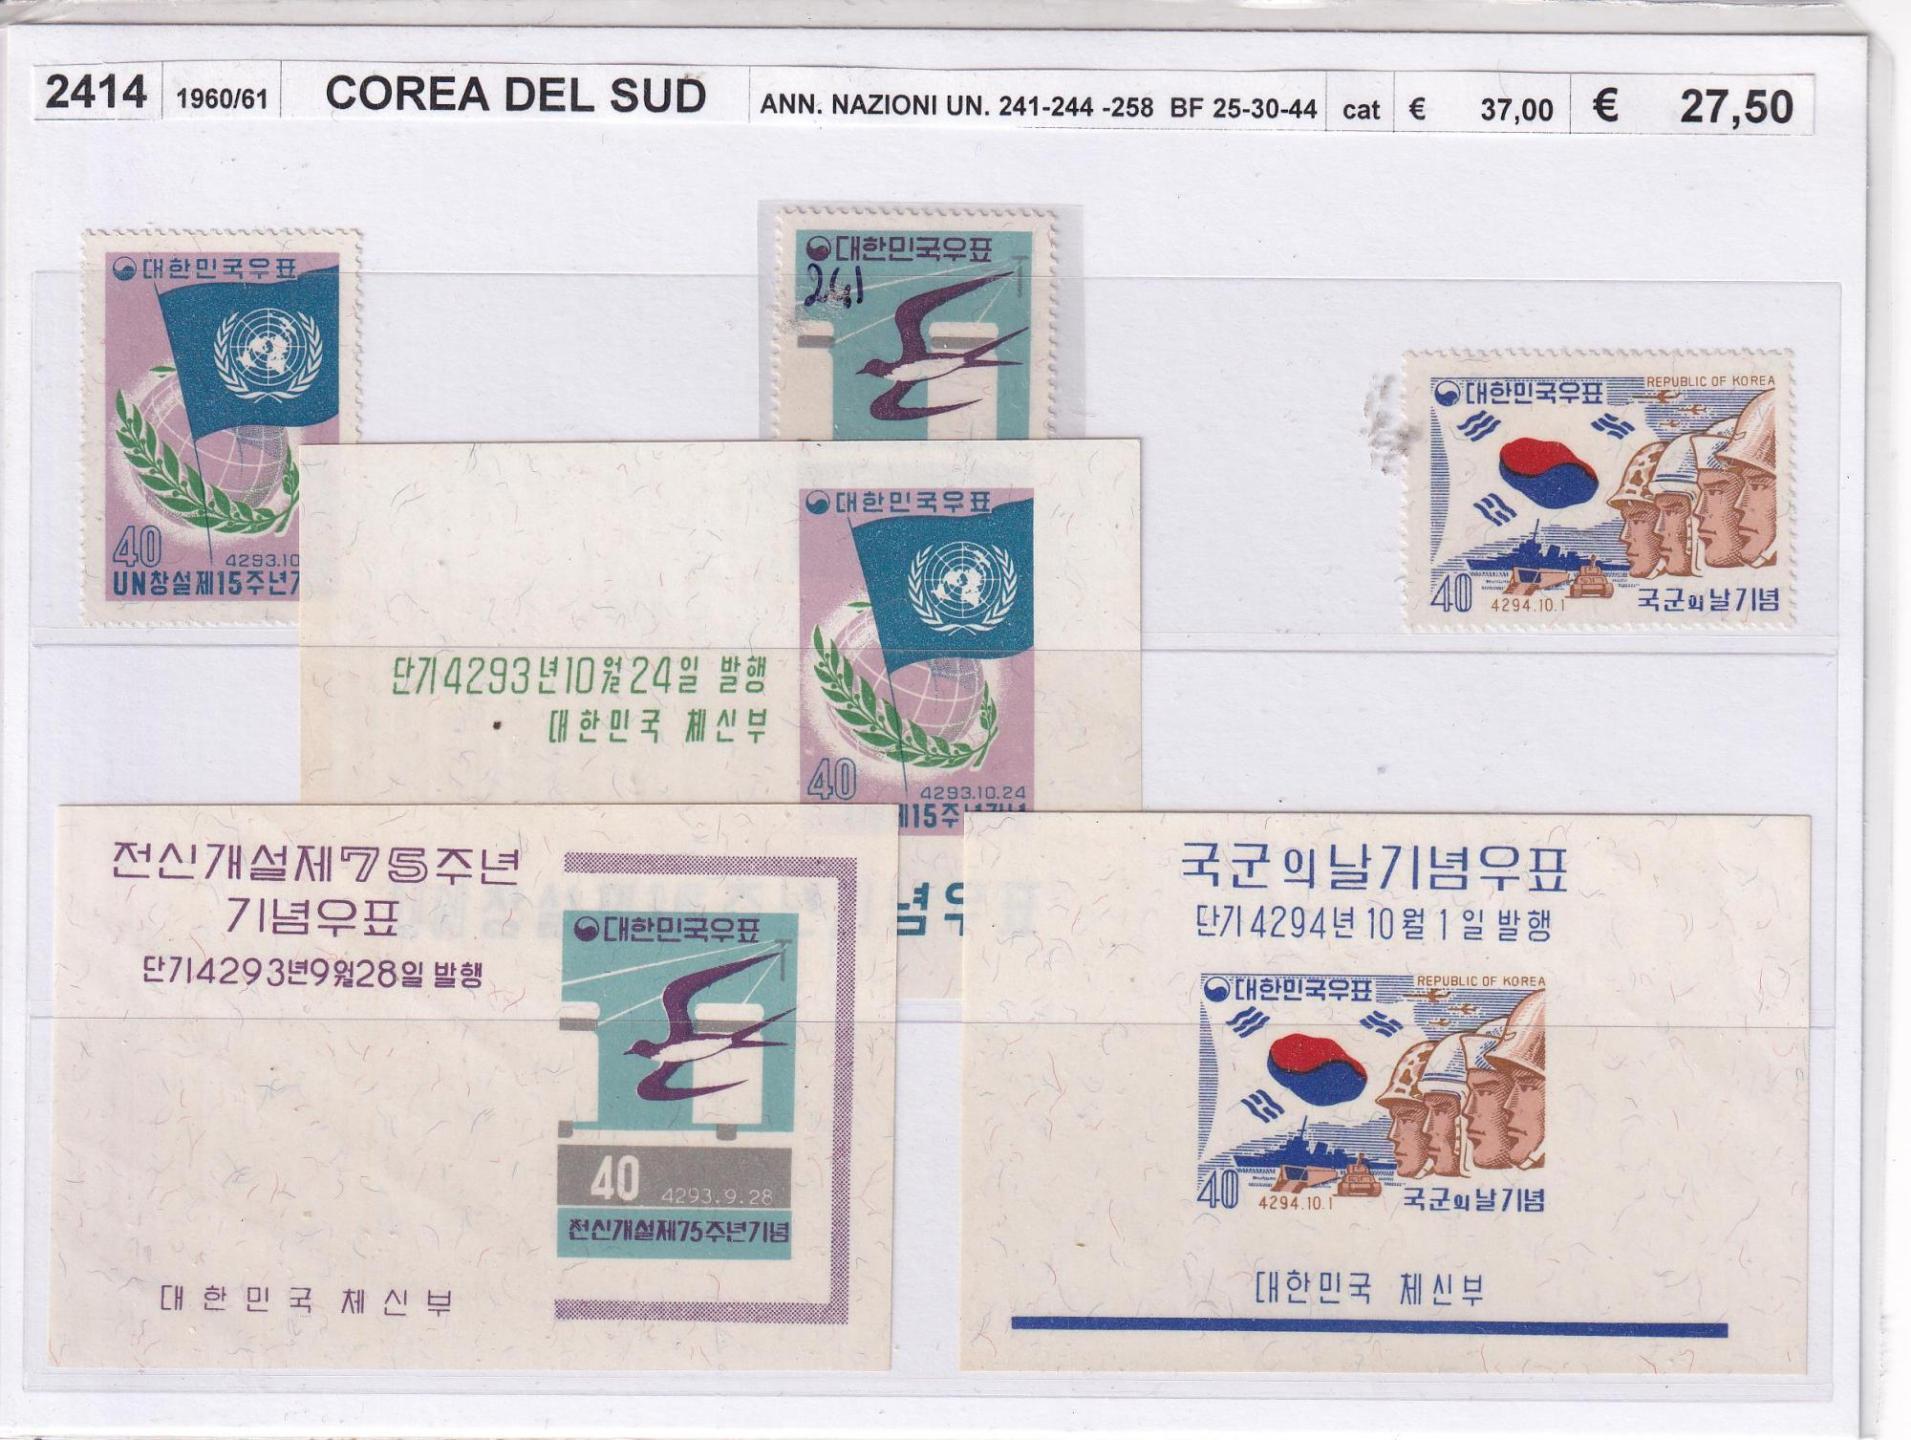 2414 1960/61 COREA DEL SUD ANN. NAZIONI UN. 241-244 -258 BF 25-30-44 cat € 37,00 € 27,50
대한민국우표
40
4293.10
UN창설제15주년
대한민국우표
241
대한민국우표
REPUBLIC OF KOREA
40
4294.10.1
국군의날기념
대한민국우표
단기4293년10월24일 발행
대한민국 체신부
40
4293.10.24
제15주년기념
념우표
전신개설제75주년
기념우표
단기4293년9월28일 발행
대한민국우표
40
4293.9.28
전신개설제75주년기념
대한민국 체신부
국군의날기념우표
단기4294년10월1일 발행
대한민국우표
REPUBLIC OF KOREA
40
4294.10.1
국군의날기념
대한민국 체신부